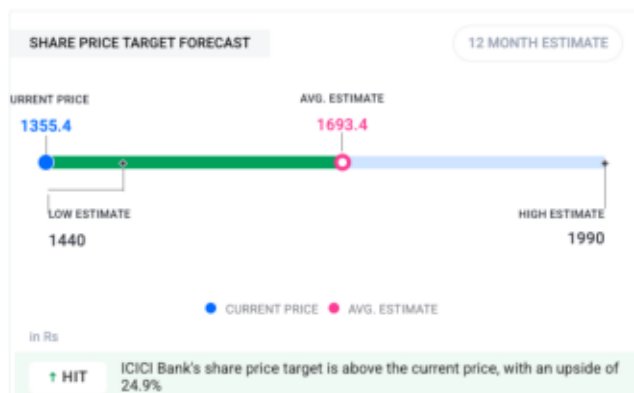 SHARE PRICE TARGET FORECAST
12 MONTH ESTIMATE
URRENT PRICE
AVG. ESTIMATE
1355.4
1693.4
LOW ESTIMATE
HIGH ESTIMATE
1440
1990
CURRENT PRICE
AVG. ESTIMATE
in Rs
↑ HIT
ICICI Bank's share price target is above the current price, with an upside of
24.9%